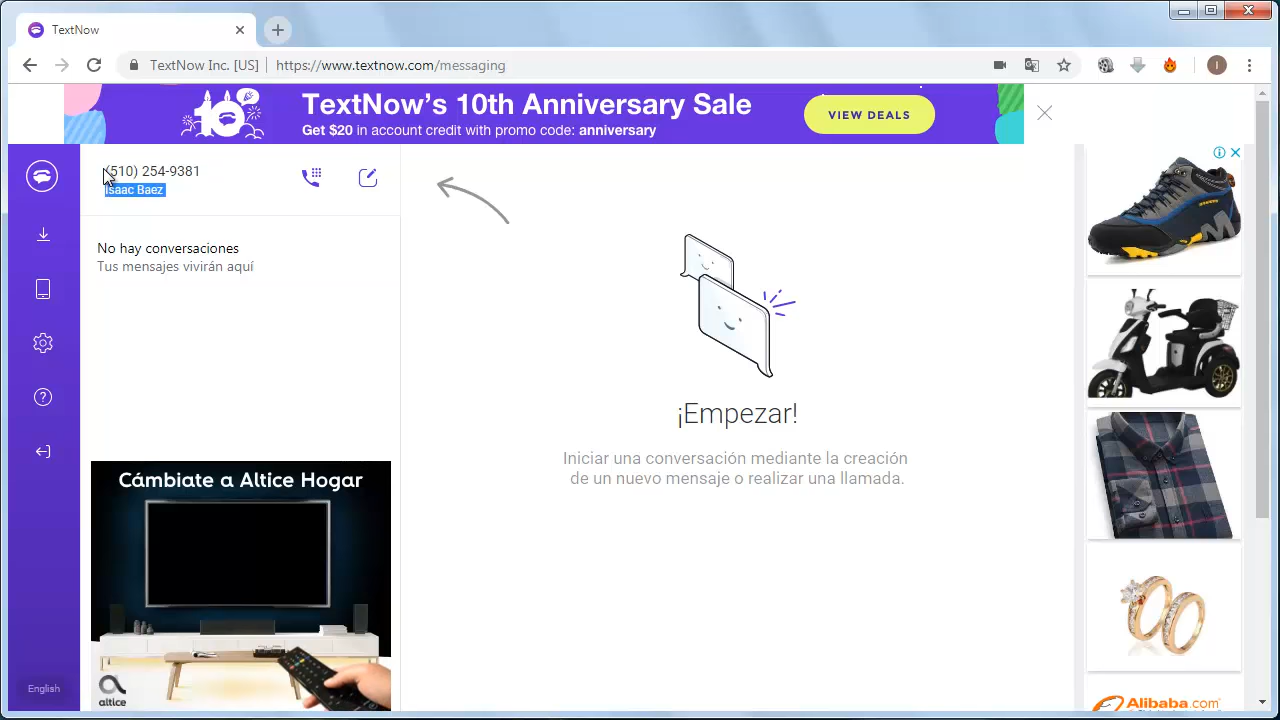 TextNow
TextNow Inc. [US] | https://www.textnow.com/messaging
I
10
TextNow's 10th Anniversary Sale
Get $20 in account credit with promo code: anniversary
VIEW DEALS
(510) 254-9381
Isaac Baez
No hay conversaciones
Tus mensajes vivirán aquí
¡Empezar!
Iniciar una conversación mediante la creación
de un nuevo mensaje o realizar una llamada.
Cámbiate a Altice Hogar
altice
English
Alibaba.com